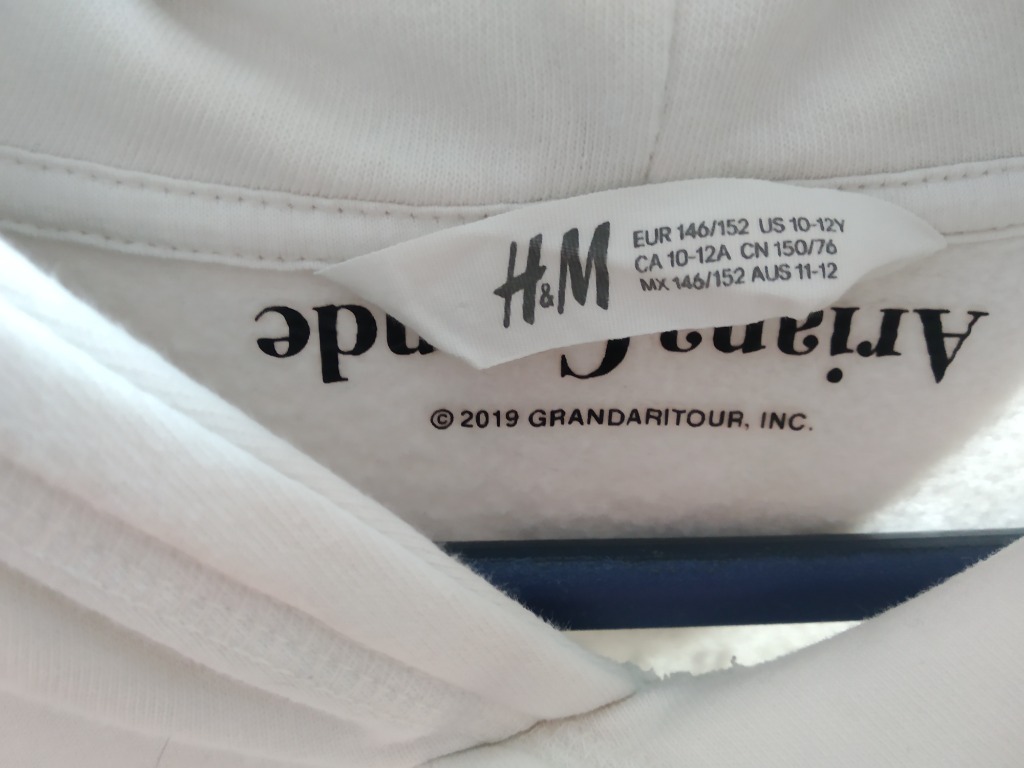 H&M
EUR 146/152 US 10-12Y
CA 10-12A CN 150/76
MX 146/152 AUS 11-12
Ariana G nde
© 2019 GRANDARITOUR, INC.